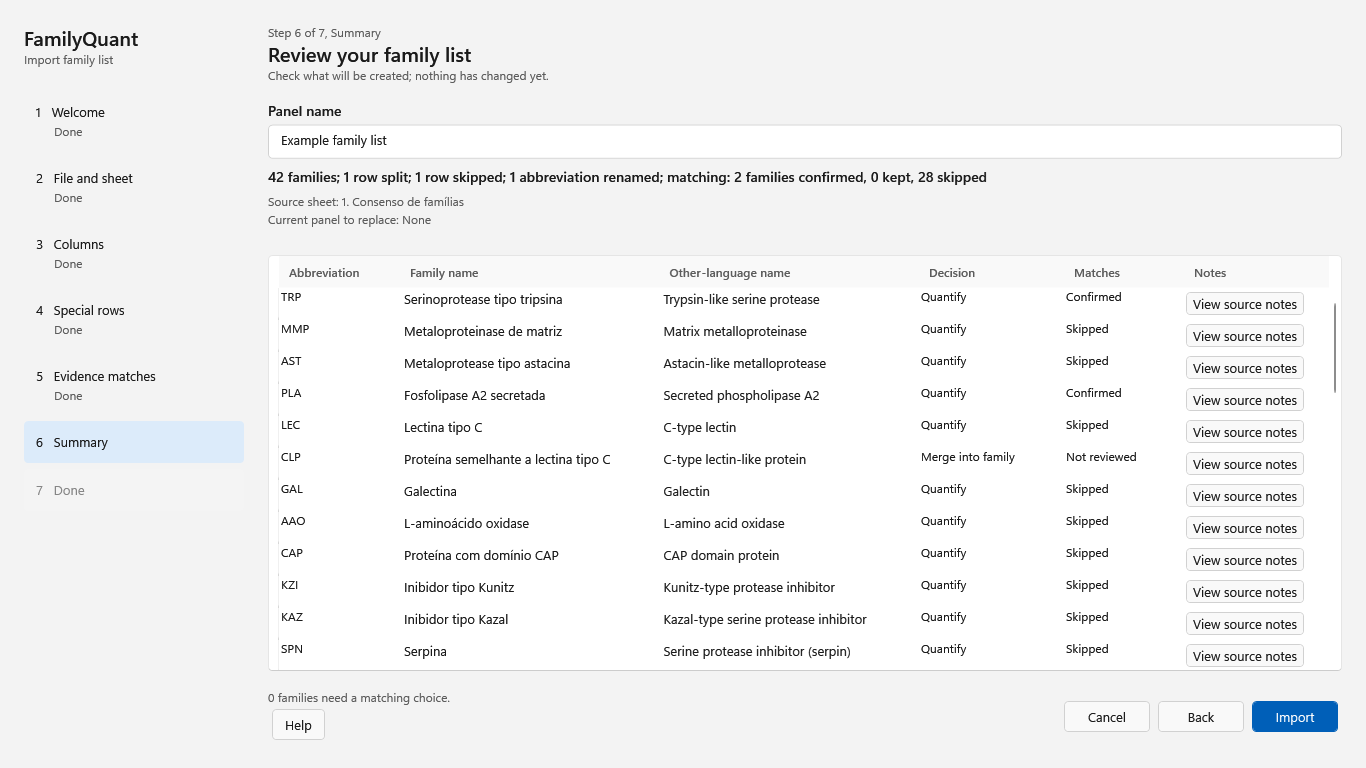 FamilyQuant
Import family list
1 Welcome
Done
2 File and sheet
Done
3 Columns
Done
4 Special rows
Done
5 Evidence matches
Done
6 Summary
7 Done
Step 6 of 7, Summary
Review your family list
Check what will be created; nothing has changed yet.
Panel name
Example family list
42 families; 1 row split; 1 row skipped; 1 abbreviation renamed; matching: 2 families confirmed, 0 kept, 28 skipped
Source sheet: 1. Consenso de famílias
Current panel to replace: None
Abbreviation Family name Other-language name Decision Matches Notes
TRP Serinoprotease tipo tripsina Trypsin-like serine protease Quantify Confirmed View source notes
MMP Metaloproteinase de matriz Matrix metalloproteinase Quantify Skipped View source notes
AST Metaloprotease tipo astacina Astacin-like metalloprotease Quantify Skipped View source notes
PLA Fosfolipase A2 secretada Secreted phospholipase A2 Quantify Confirmed View source notes
LEC Lectina tipo C C-type lectin Quantify Skipped View source notes
CLP Proteína semelhante a lectina tipo C C-type lectin-like protein Merge into family Not reviewed View source notes
GAL Galectina Galectin Quantify Skipped View source notes
AAO L-aminoácido oxidase L-amino acid oxidase Quantify Skipped View source notes
CAP Proteína com domínio CAP CAP domain protein Quantify Skipped View source notes
KZI Inibidor tipo Kunitz Kunitz-type protease inhibitor Quantify Skipped View source notes
KAZ Inibidor tipo Kazal Kazal-type serine protease inhibitor Quantify Skipped View source notes
SPN Serpina Serine protease inhibitor (serpin) Quantify Skipped View source notes
0 families need a matching choice.
Help
Cancel Back Import